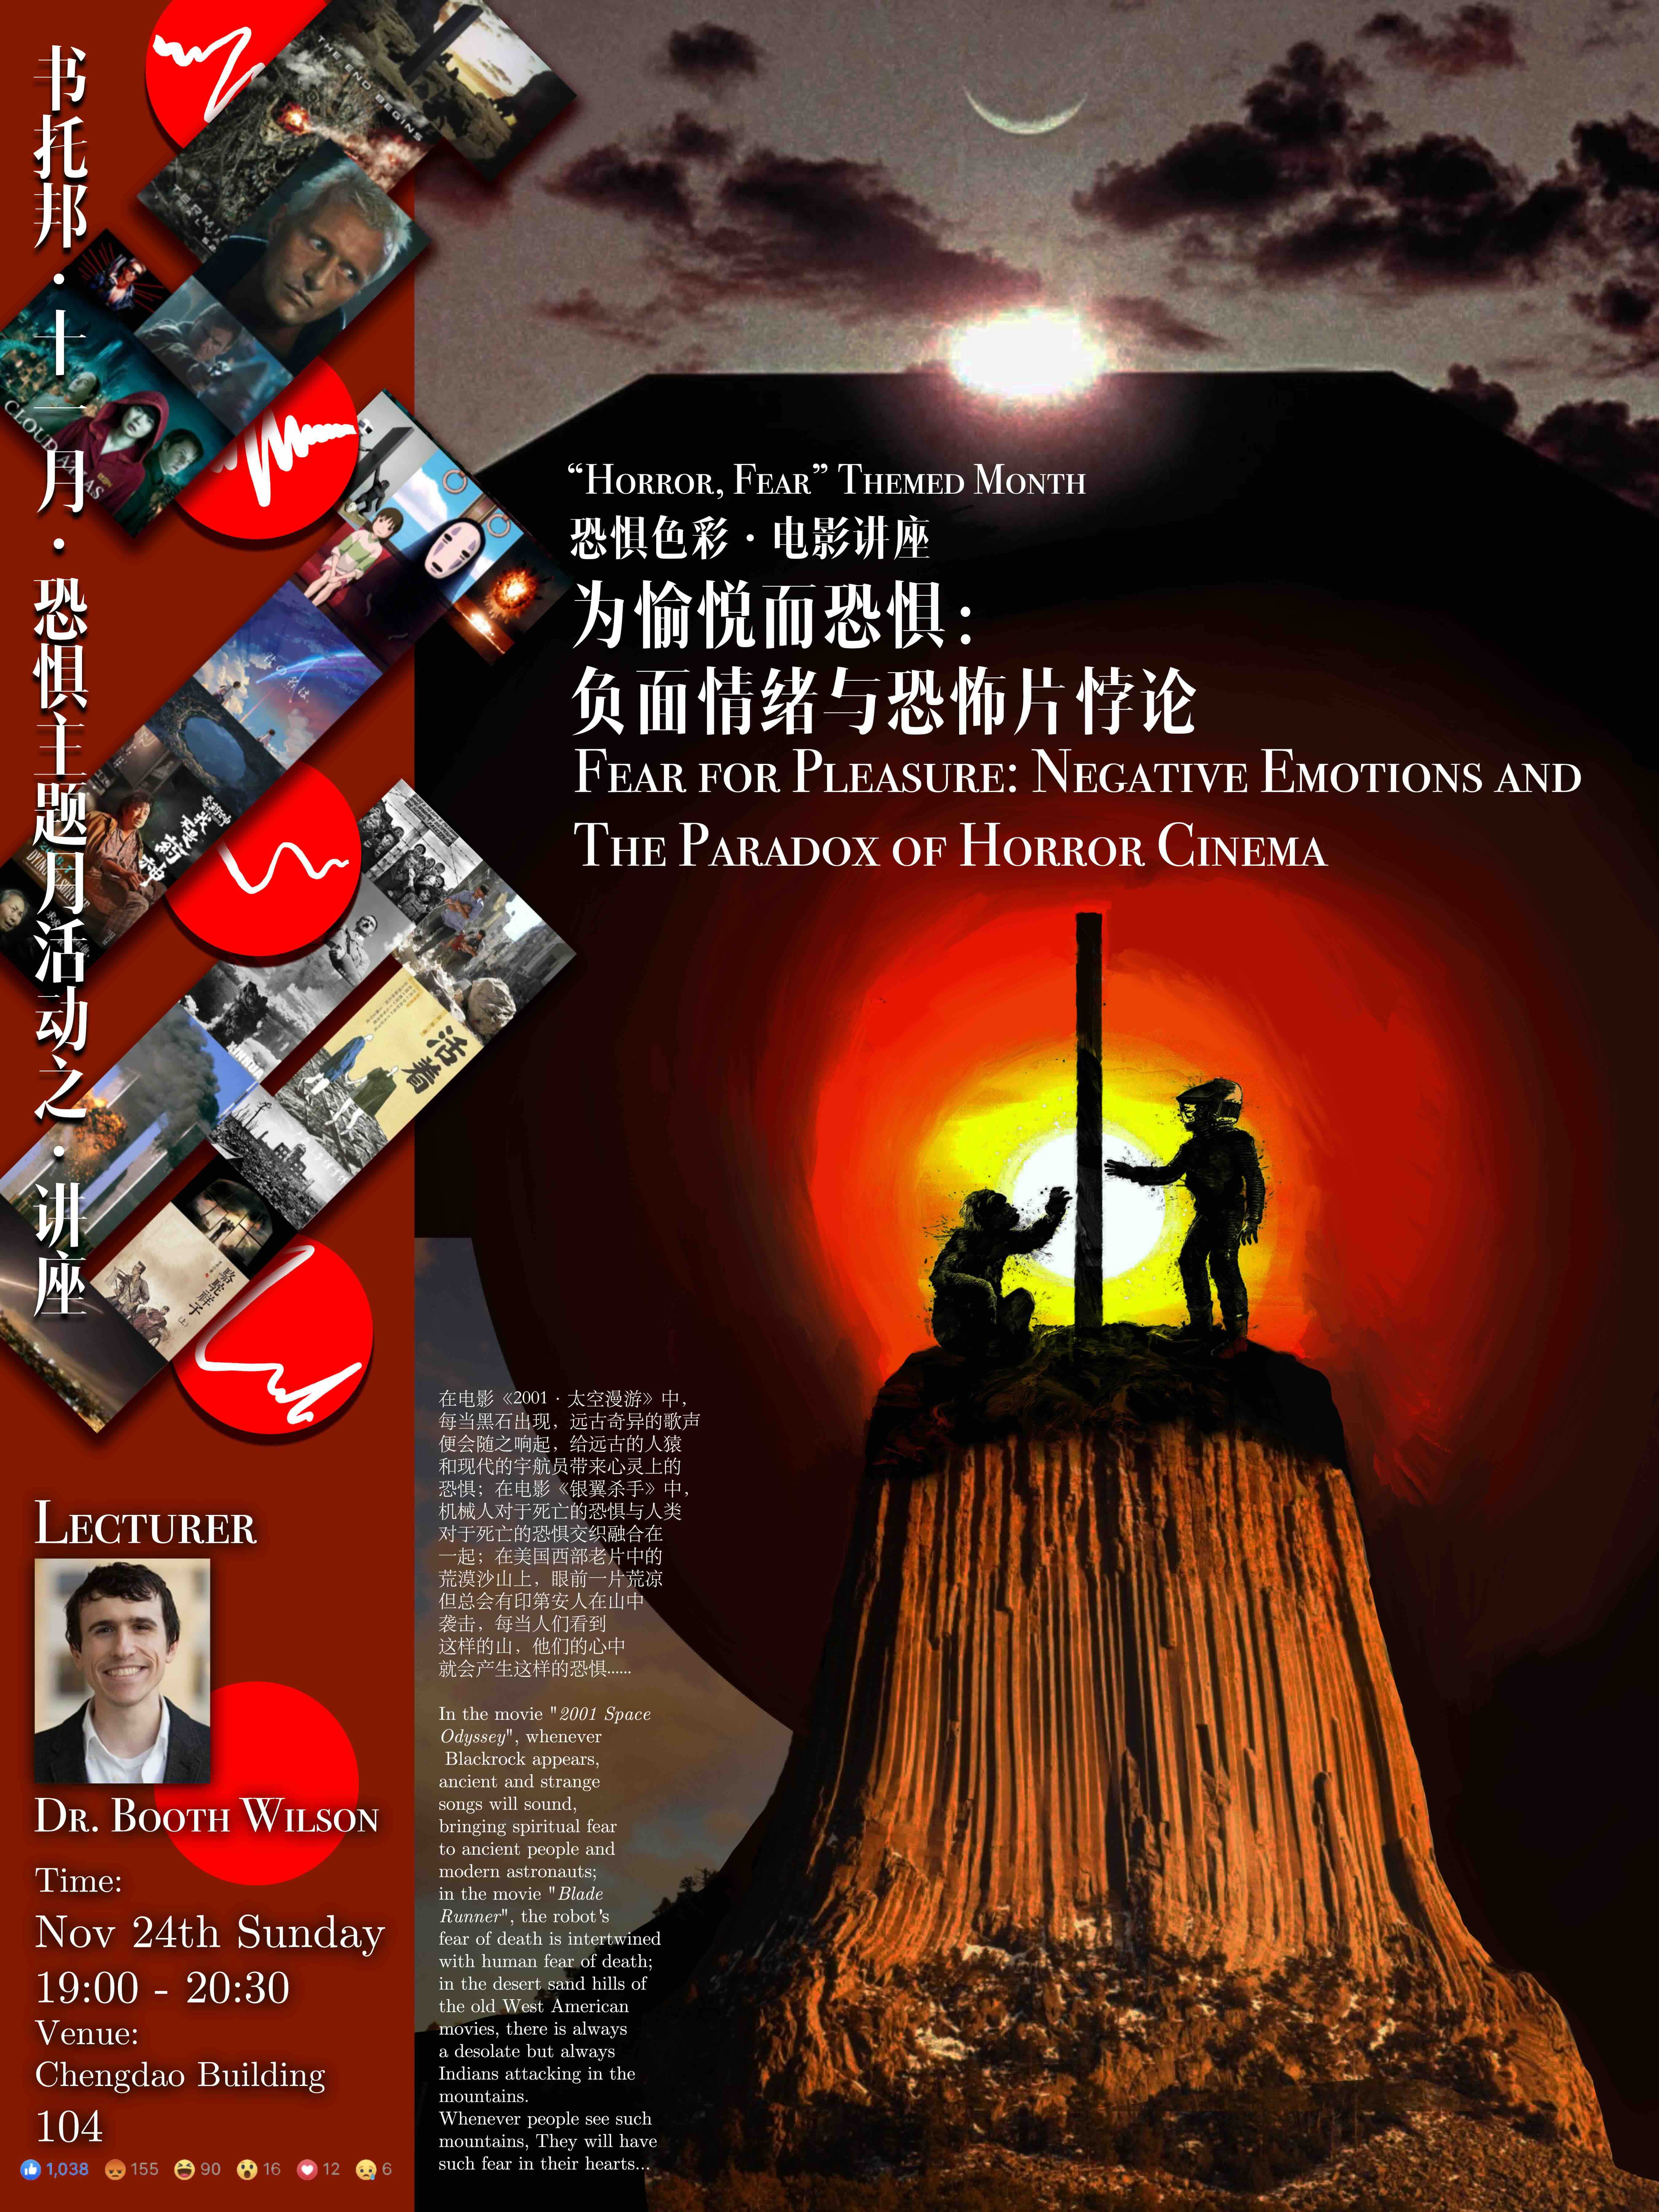 书托邦·十一月·恐惧主题月活动之·讲座
THE END BEGINS
CLOUD ATLAS
我不是药神
DYING TO SURVIVE
活着
骆驼祥子
(上)
“Horror, Fear” Themed Month
恐惧色彩·电影讲座
为愉悦而恐惧:
负面情绪与恐怖片悖论
Fear for Pleasure: Negative Emotions and
The Paradox of Horror Cinema
在电影《2001·太空漫游》中,
每当黑石出现,远古奇异的歌声
便会随之响起,给远古的人猿
和现代的宇航员带来心灵上的
恐惧;在电影《银翼杀手》中,
机械人对于死亡的恐惧与人类
对于死亡的恐惧交织融合在
一起;在美国西部老片中的
荒漠沙山上,眼前一片荒凉
但总会有印第安人在山中
袭击,每当人们看到
这样的山,他们的心中
就会产生这样的恐惧......
In the movie "2001 Space
Odyssey", whenever
Blackrock appears,
ancient and strange
songs will sound,
bringing spiritual fear
to ancient people and
modern astronauts;
in the movie "Blade
Runner", the robot's
fear of death is intertwined
with human fear of death;
in the desert sand hills of
the old West American
movies, there is always
a desolate but always
Indians attacking in the
mountains.
Whenever people see such
mountains, They will have
such fear in their hearts...
Lecturer
Dr. Booth Wilson
Time:
Nov 24th Sunday
19:00 - 20:30
Venue:
Chengdao Building
104
1,038 155 90 16 12 6